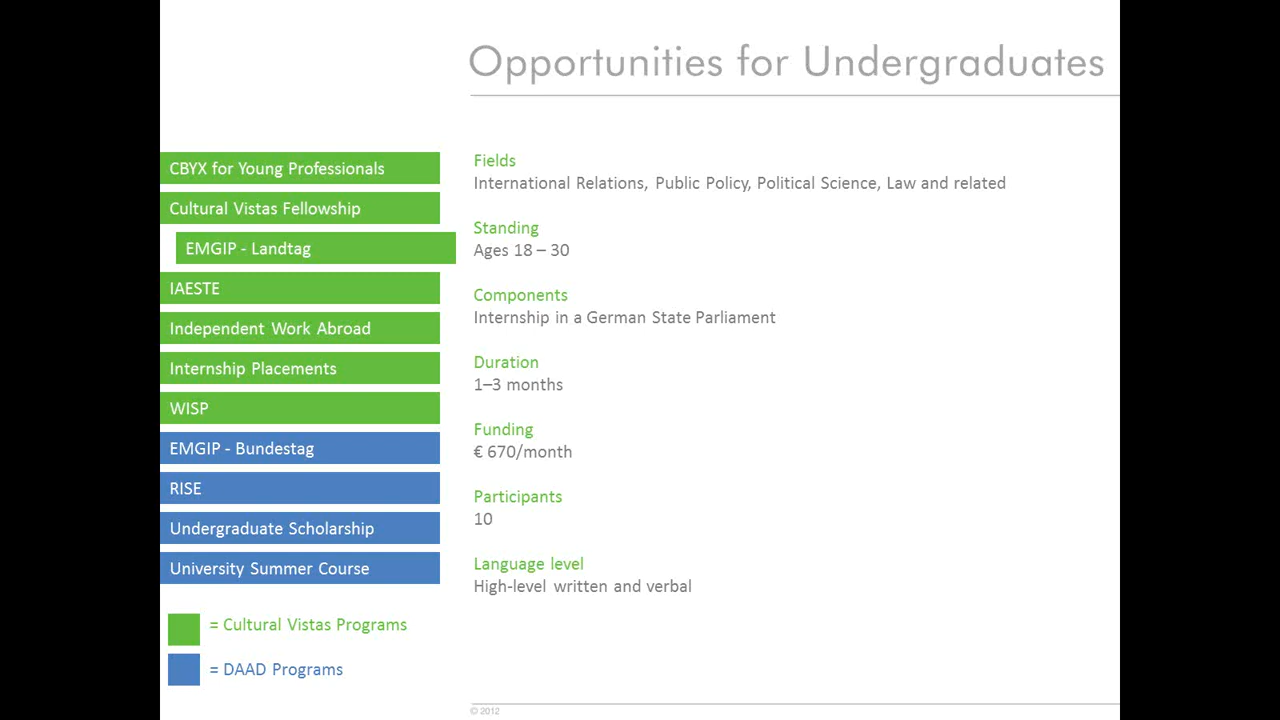 Opportunities for Undergraduates
CBYX for Young Professionals
Cultural Vistas Fellowship
EMGIP - Landtag
IAESTE
Independent Work Abroad
Internship Placements
WISP
EMGIP - Bundestag
RISE
Undergraduate Scholarship
University Summer Course
= Cultural Vistas Programs
= DAAD Programs
Fields
International Relations, Public Policy, Political Science, Law and related
Standing
Ages 18 – 30
Components
Internship in a German State Parliament
Duration
1–3 months
Funding
€ 670/month
Participants
10
Language level
High-level written and verbal
© 2012